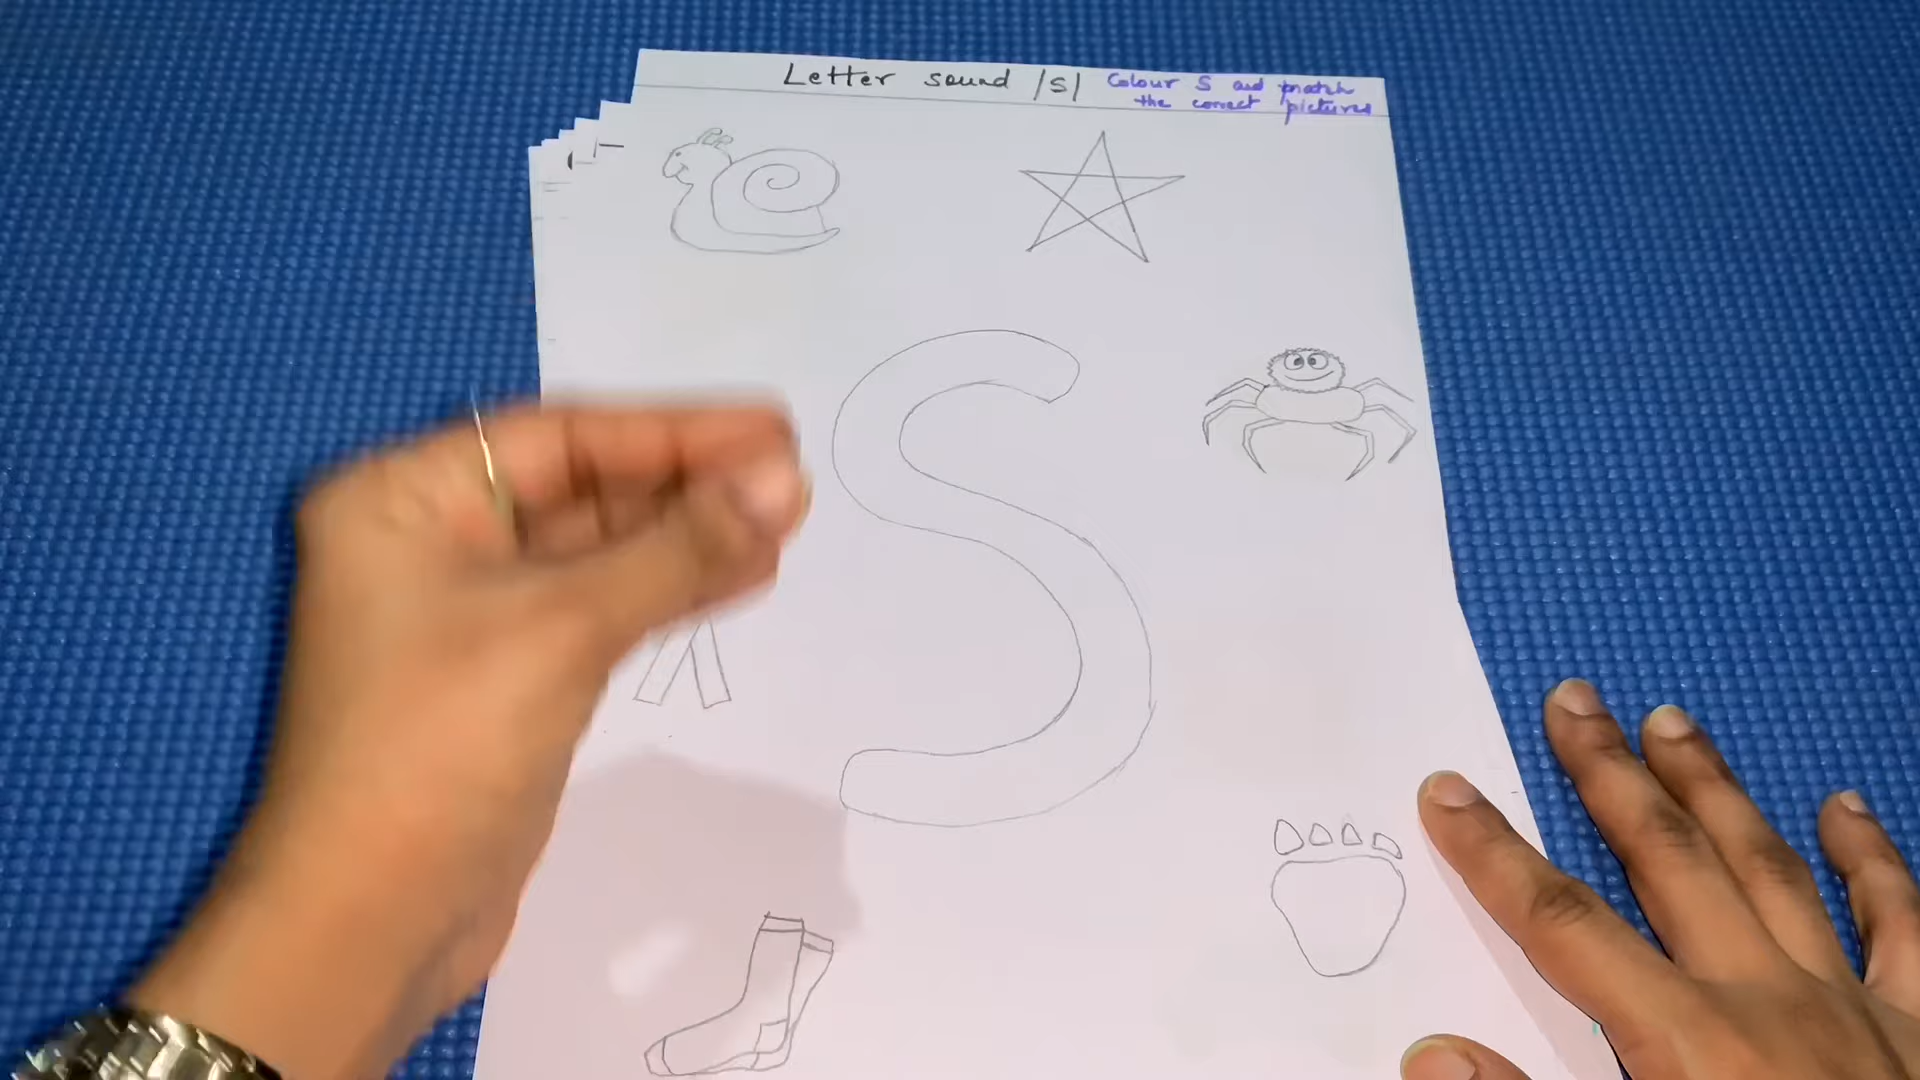 Letter sound /s/
Colour S and match
the correct pictures
S